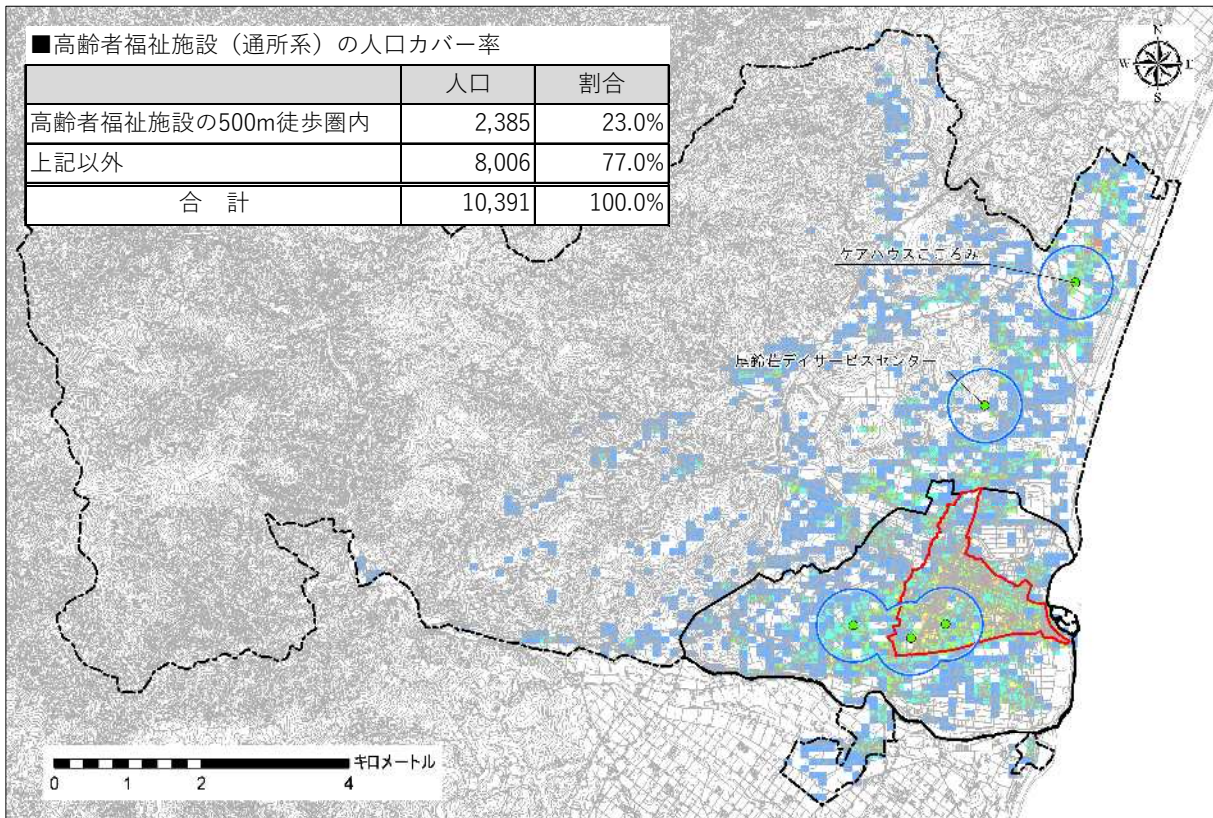 ■高齢者福祉施設（通所系）の人口カバー率
人口 割合
高齢者福祉施設の500m徒歩圏内 2,385 23.0%
上記以外 8,006 77.0%
合 計 10,391 100.0%
N
W E
S
ケアハウスこころみ
デイサービスセンター
キロメートル
0 1 2 4